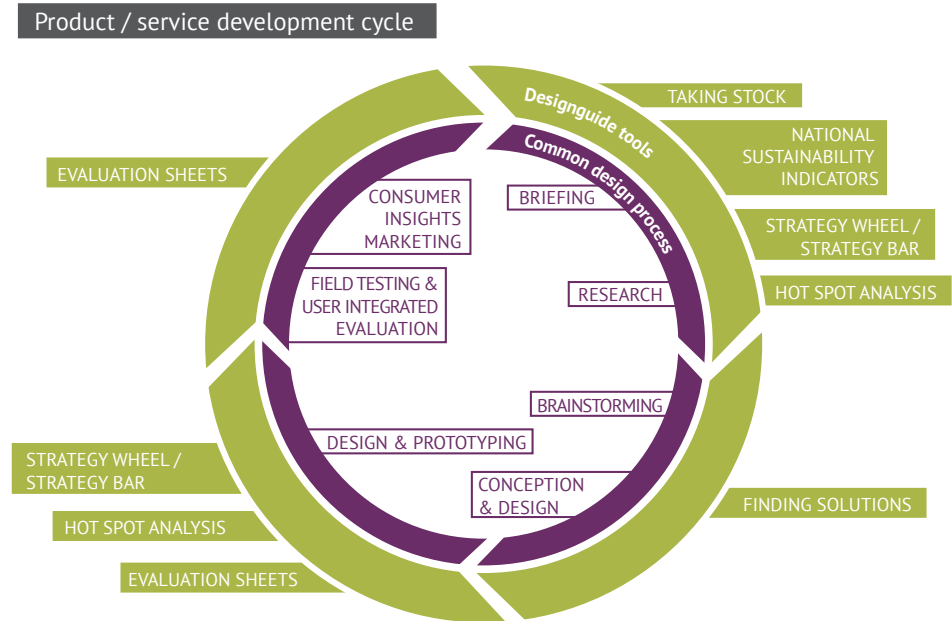 Product / service development cycle
Designguide tools
Common design process
TAKING STOCK
NATIONAL
SUSTAINABILITY
INDICATORS
STRATEGY WHEEL /
STRATEGY BAR
HOT SPOT ANALYSIS
FINDING SOLUTIONS
EVALUATION SHEETS
HOT SPOT ANALYSIS
STRATEGY WHEEL /
STRATEGY BAR
EVALUATION SHEETS
BRIEFING
RESEARCH
BRAINSTORMING
CONCEPTION
& DESIGN
DESIGN & PROTOTYPING
FIELD TESTING &
USER INTEGRATED
EVALUATION
CONSUMER
INSIGHTS
MARKETING